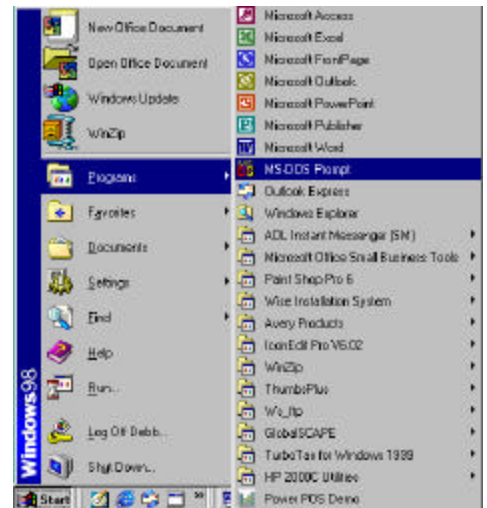 New Office Document
Open Office Document
Windows Update
WinZip
Programs
Favorites
Documents
Settings
Find
Help
Run...
Log Off Debb...
Shut Down...
Windows98
Start
Microsoft Access
Microsoft Excel
Microsoft FrontPage
Microsoft Outlook
Microsoft PowerPoint
Microsoft Publisher
Microsoft Word
MS-DOS Prompt
Outlook Express
Windows Explorer
AOL Instant Messenger (SM)
Microsoft Office Small Business Tools
Paint Shop Pro 6
Wise Installation System
Avery Products
IconEdit Pro V6.02
WinZip
ThumbsPlus
Ws_ftp
GlobalSCAPE
TurboTax for Windows 1999
HP 2000C Utilities
Power POS Demo